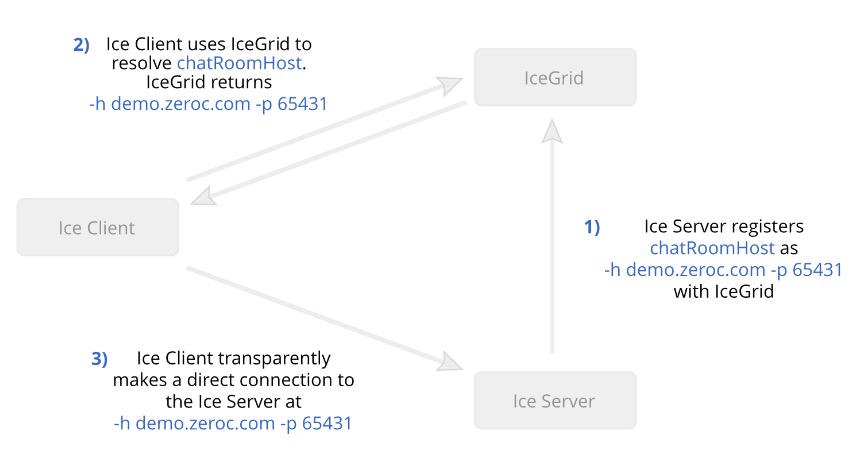 2) Ice Client uses IceGrid to
resolve chatRoomHost.
IceGrid returns
-h demo.zeroc.com -p 65431
IceGrid
Ice Client
1) Ice Server registers
chatRoomHost as
-h demo.zeroc.com -p 65431
with IceGrid
3) Ice Client transparently
makes a direct connection to
the Ice Server at
-h demo.zeroc.com -p 65431
Ice Server